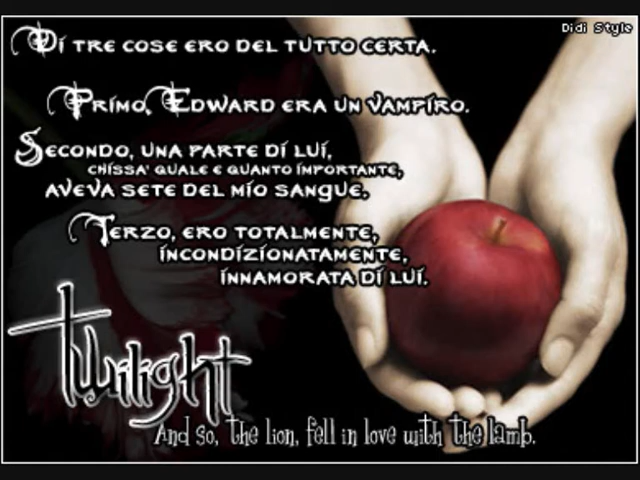 Didi Style
Di tre cose ero del tutto certa.
Primo, Edward era un vampiro.
Secondo, una parte di lui,
chissa' quale e quanto importante,
aveva sete del mio sangue.
Terzo, ero totalmente,
incondizionatamente,
innamorata di lui.
twilight
And so, the lion, fell in love with the lamb.